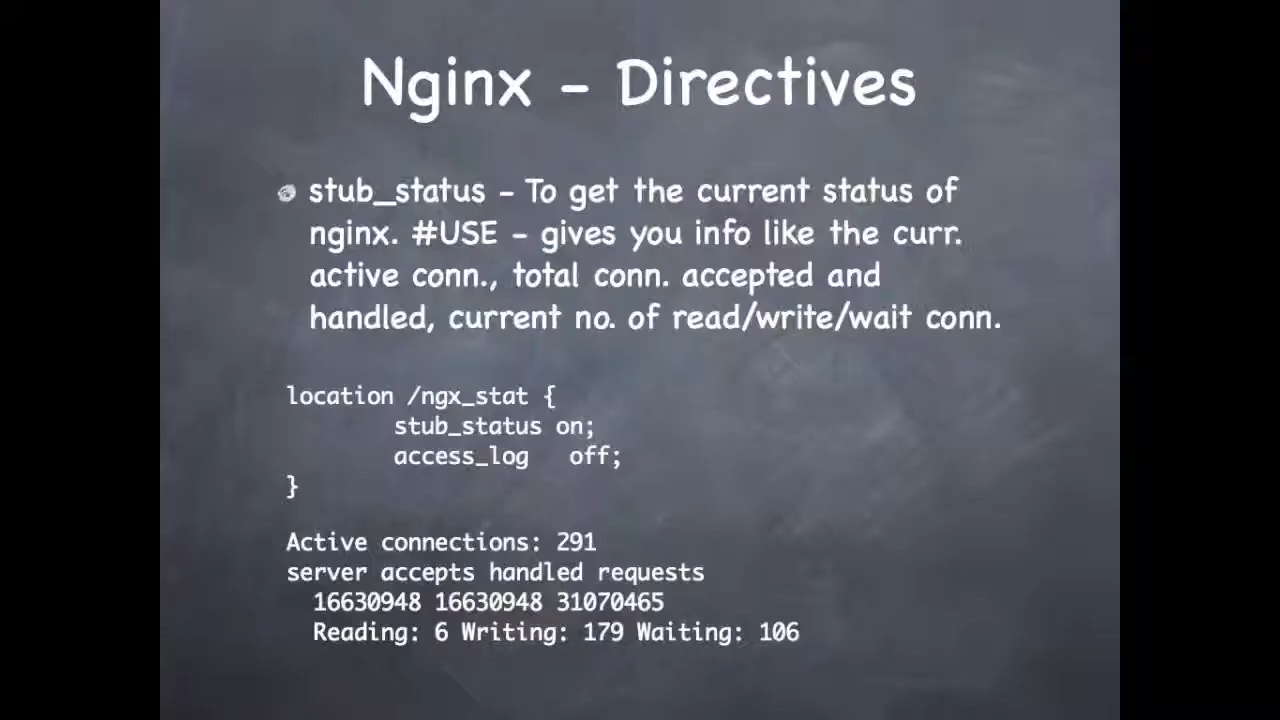 Nginx - Directives
stub_status - To get the current status of
nginx. #USE - gives you info like the curr.
active conn., total conn. accepted and
handled, current no. of read/write/wait conn.
location /ngx_stat {
stub_status on;
access_log off;
}
Active connections: 291
server accepts handled requests
16630948 16630948 31070465
Reading: 6 Writing: 179 Waiting: 106